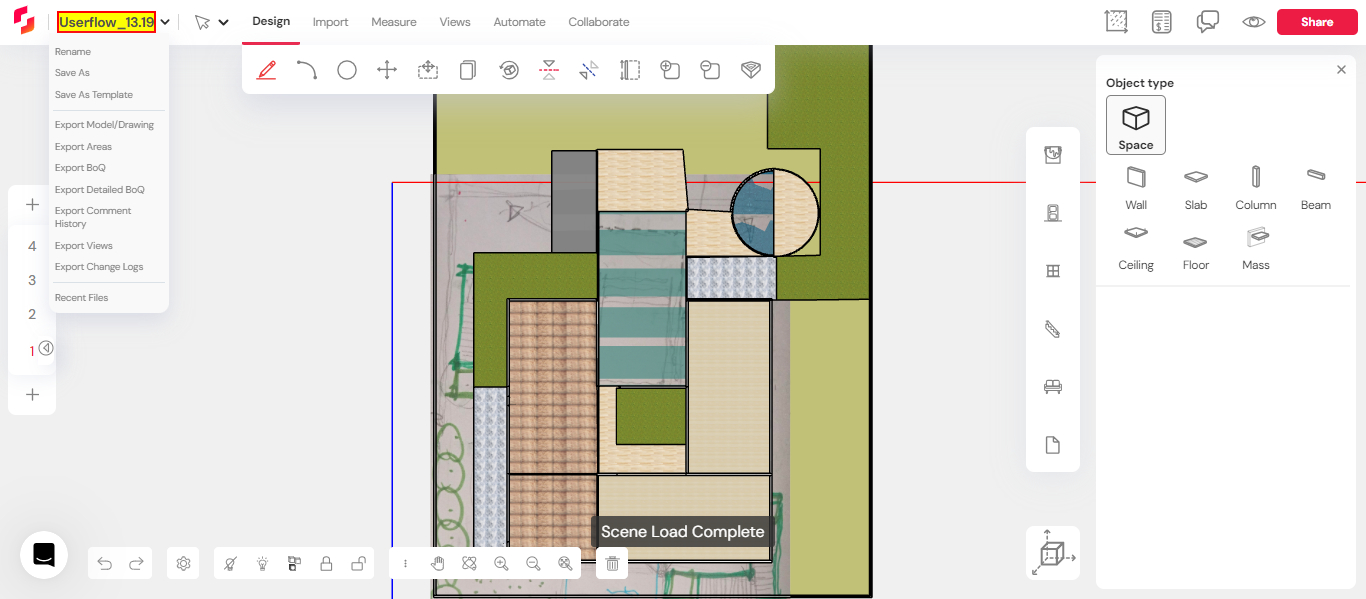 Userflow_13.19
Design
Import
Measure
Views
Automate
Collaborate
Share
Rename
Save As
Save As Template
Export Model/Drawing
Export Areas
Export BoQ
Export Detailed BoQ
Export Comment
History
Export Views
Export Change Logs
Recent Files
4
3
2
1
Object type
Space
Wall
Slab
Column
Beam
Ceiling
Floor
Mass
Scene Load Complete